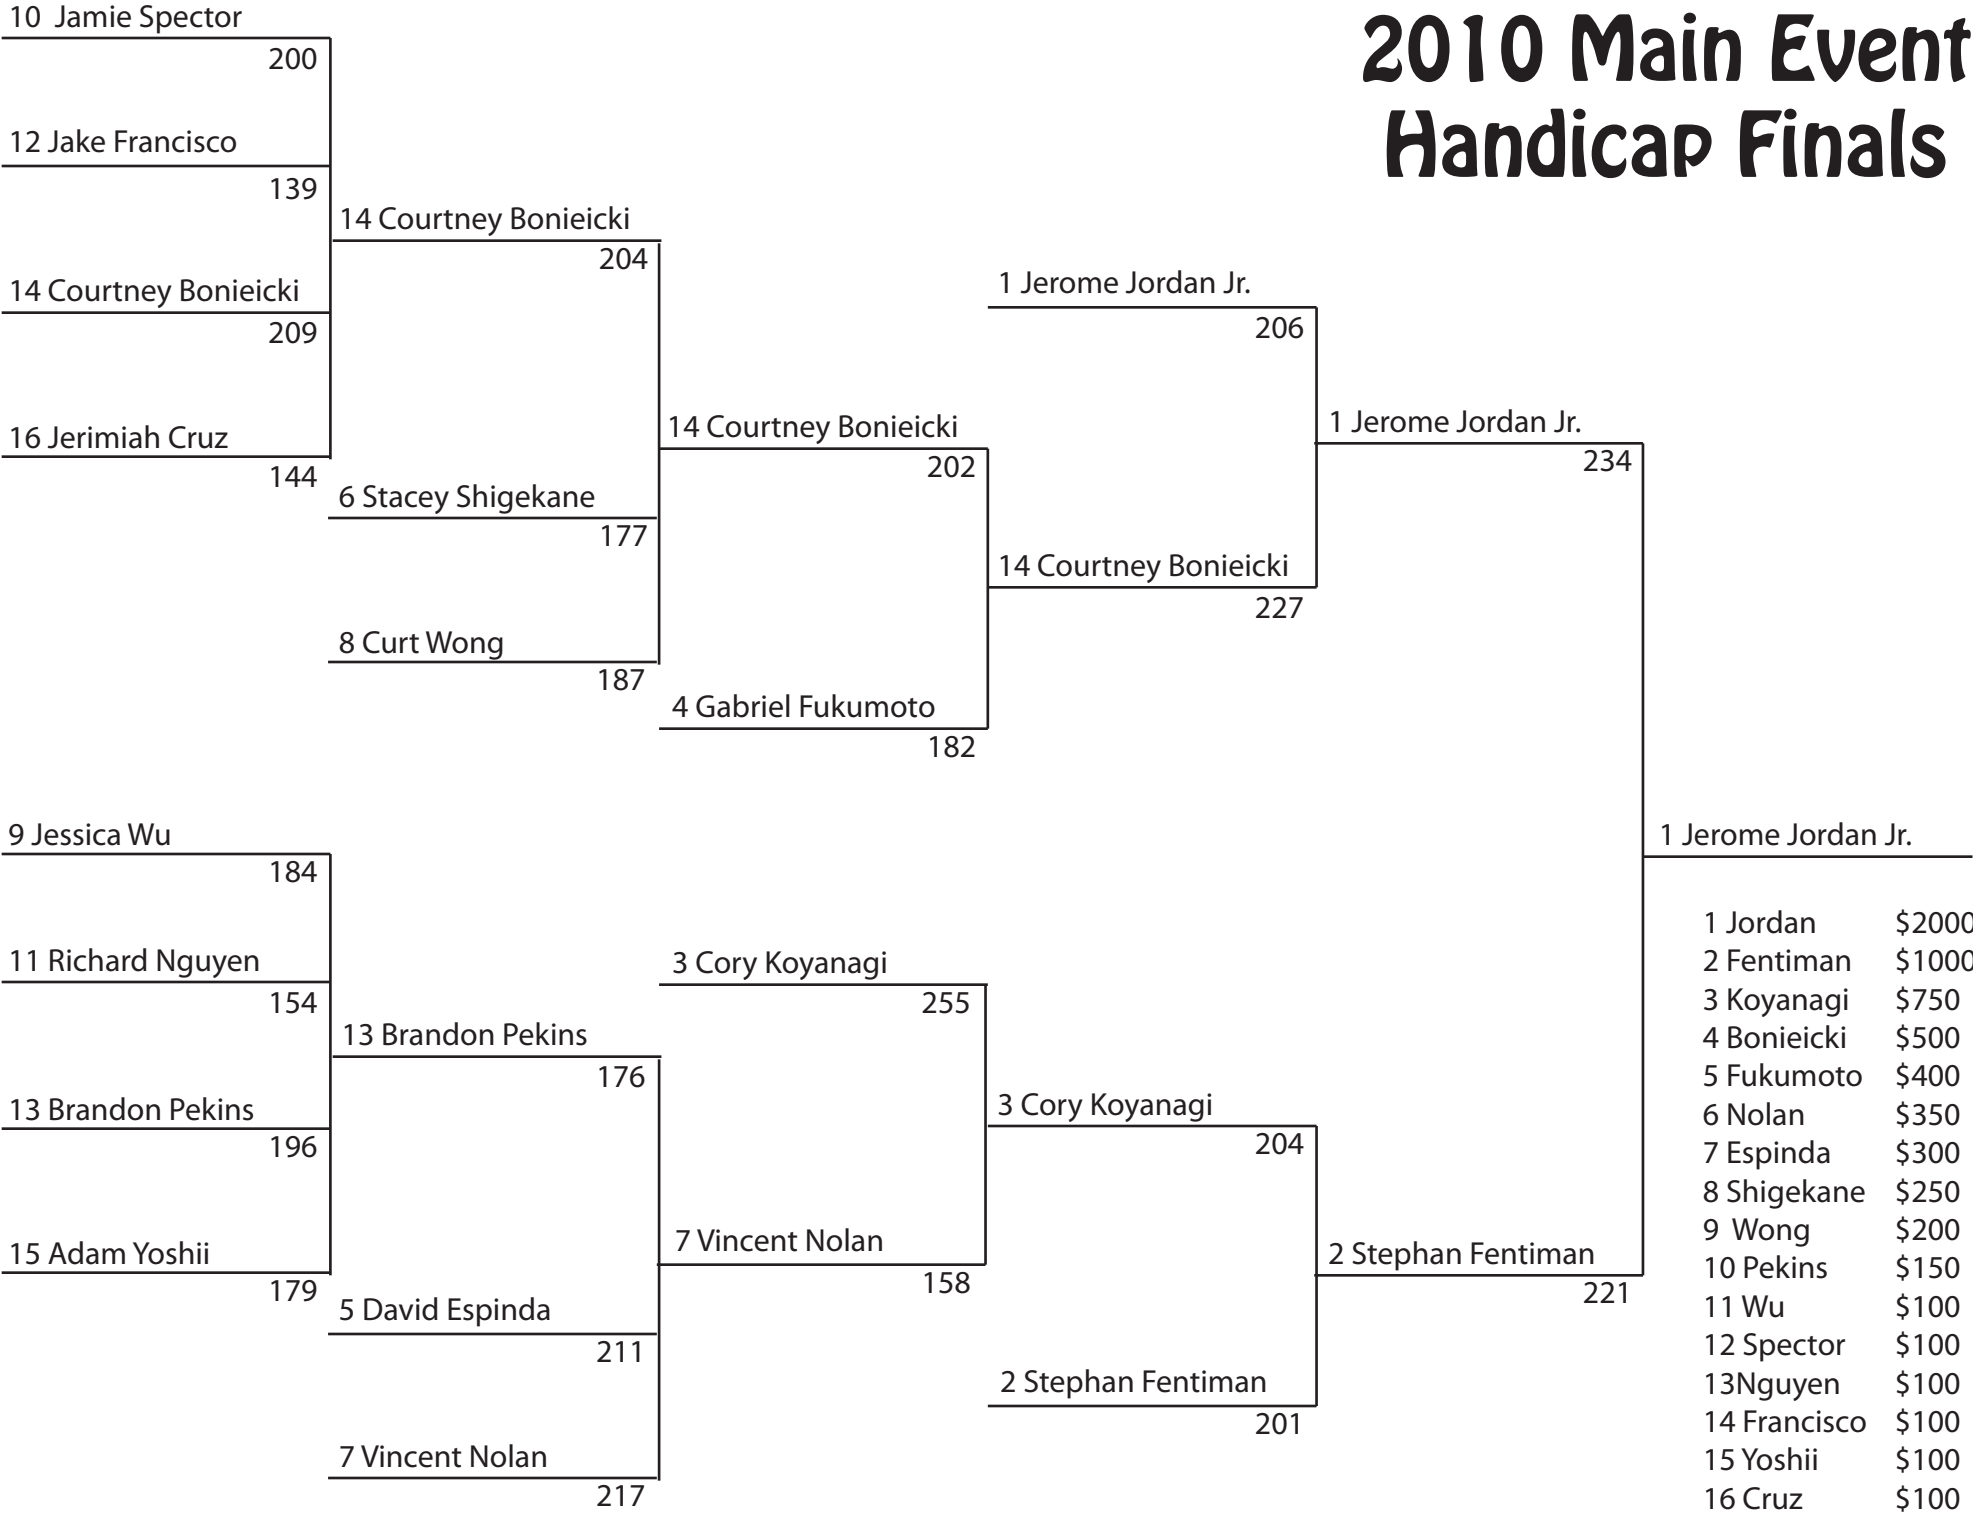 2010 Main Event
Handicap Finals
10 Jamie Spector
200
12 Jake Francisco
139
14 Courtney Bonieicki
209
16 Jerimiah Cruz
144
14 Courtney Bonieicki
204
6 Stacey Shigekane
177
8 Curt Wong
187
14 Courtney Bonieicki
202
4 Gabriel Fukumoto
182
1 Jerome Jordan Jr.
206
14 Courtney Bonieicki
227
1 Jerome Jordan Jr.
234
9 Jessica Wu
184
11 Richard Nguyen
154
13 Brandon Pekins
196
15 Adam Yoshii
179
13 Brandon Pekins
176
5 David Espinda
211
7 Vincent Nolan
217
3 Cory Koyanagi
255
7 Vincent Nolan
158
3 Cory Koyanagi
204
2 Stephan Fentiman
201
2 Stephan Fentiman
221
1 Jerome Jordan Jr.
1 Jordan $2000
2 Fentiman $1000
3 Koyanagi $750
4 Bonieicki $500
5 Fukumoto $400
6 Nolan $350
7 Espinda $300
8 Shigekane $250
9 Wong $200
10 Pekins $150
11 Wu $100
12 Spector $100
13Nguyen $100
14 Francisco $100
15 Yoshii $100
16 Cruz $100